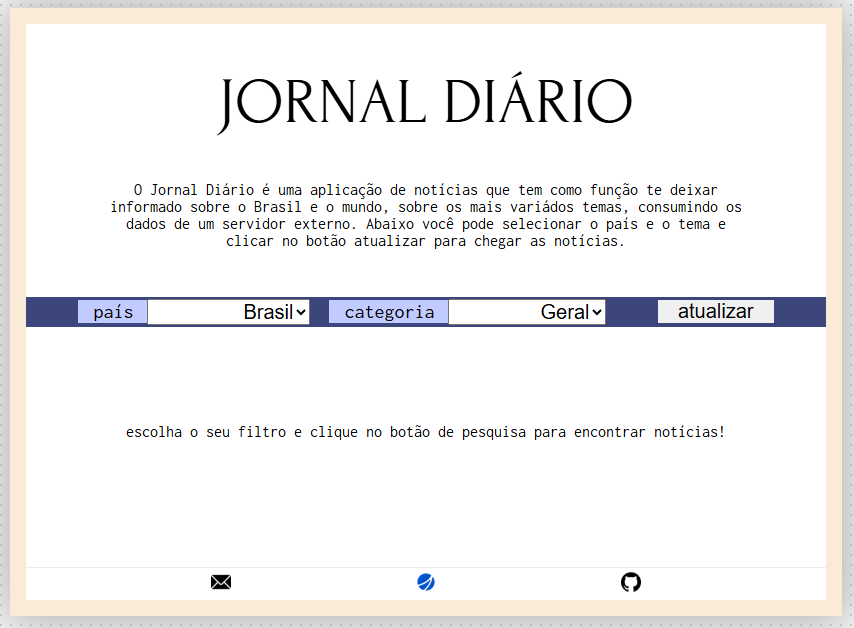 JORNAL DIÁRIO
O Jornal Diário é uma aplicação de notícias que tem como função te deixar
informado sobre o Brasil e o mundo, sobre os mais variádos temas, consumindo os
dados de um servidor externo. Abaixo você pode selecionar o país e o tema e
clicar no botão atualizar para chegar as notícias.
país Brasil categoria Geral atualizar
escolha o seu filtro e clique no botão de pesquisa para encontrar notícias!